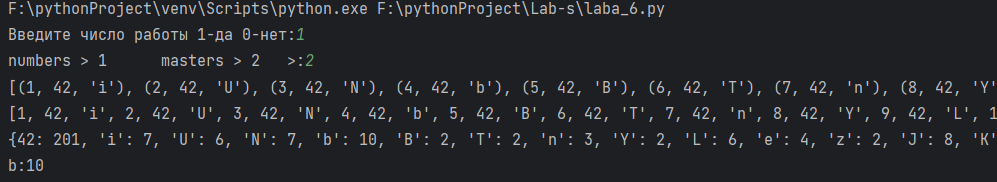 F:\pythonProject\venv\Scripts\python.exe F:\pythonProject\Lab-s\laba_6.py
Введите число работы 1-да 0-нет:1
numbers > 1      masters > 2   >:2
[(1, 42, 'i'), (2, 42, 'U'), (3, 42, 'N'), (4, 42, 'b'), (5, 42, 'B'), (6, 42, 'T'), (7, 42, 'n'), (8, 42, 'Y'
[1, 42, 'i', 2, 42, 'U', 3, 42, 'N', 4, 42, 'b', 5, 42, 'B', 6, 42, 'T', 7, 42, 'n', 8, 42, 'Y', 9, 42, 'L', 1
{42: 201, 'i': 7, 'U': 6, 'N': 7, 'b': 10, 'B': 2, 'T': 2, 'n': 3, 'Y': 2, 'L': 6, 'e': 4, 'z': 2, 'J': 8, 'K'
b:10